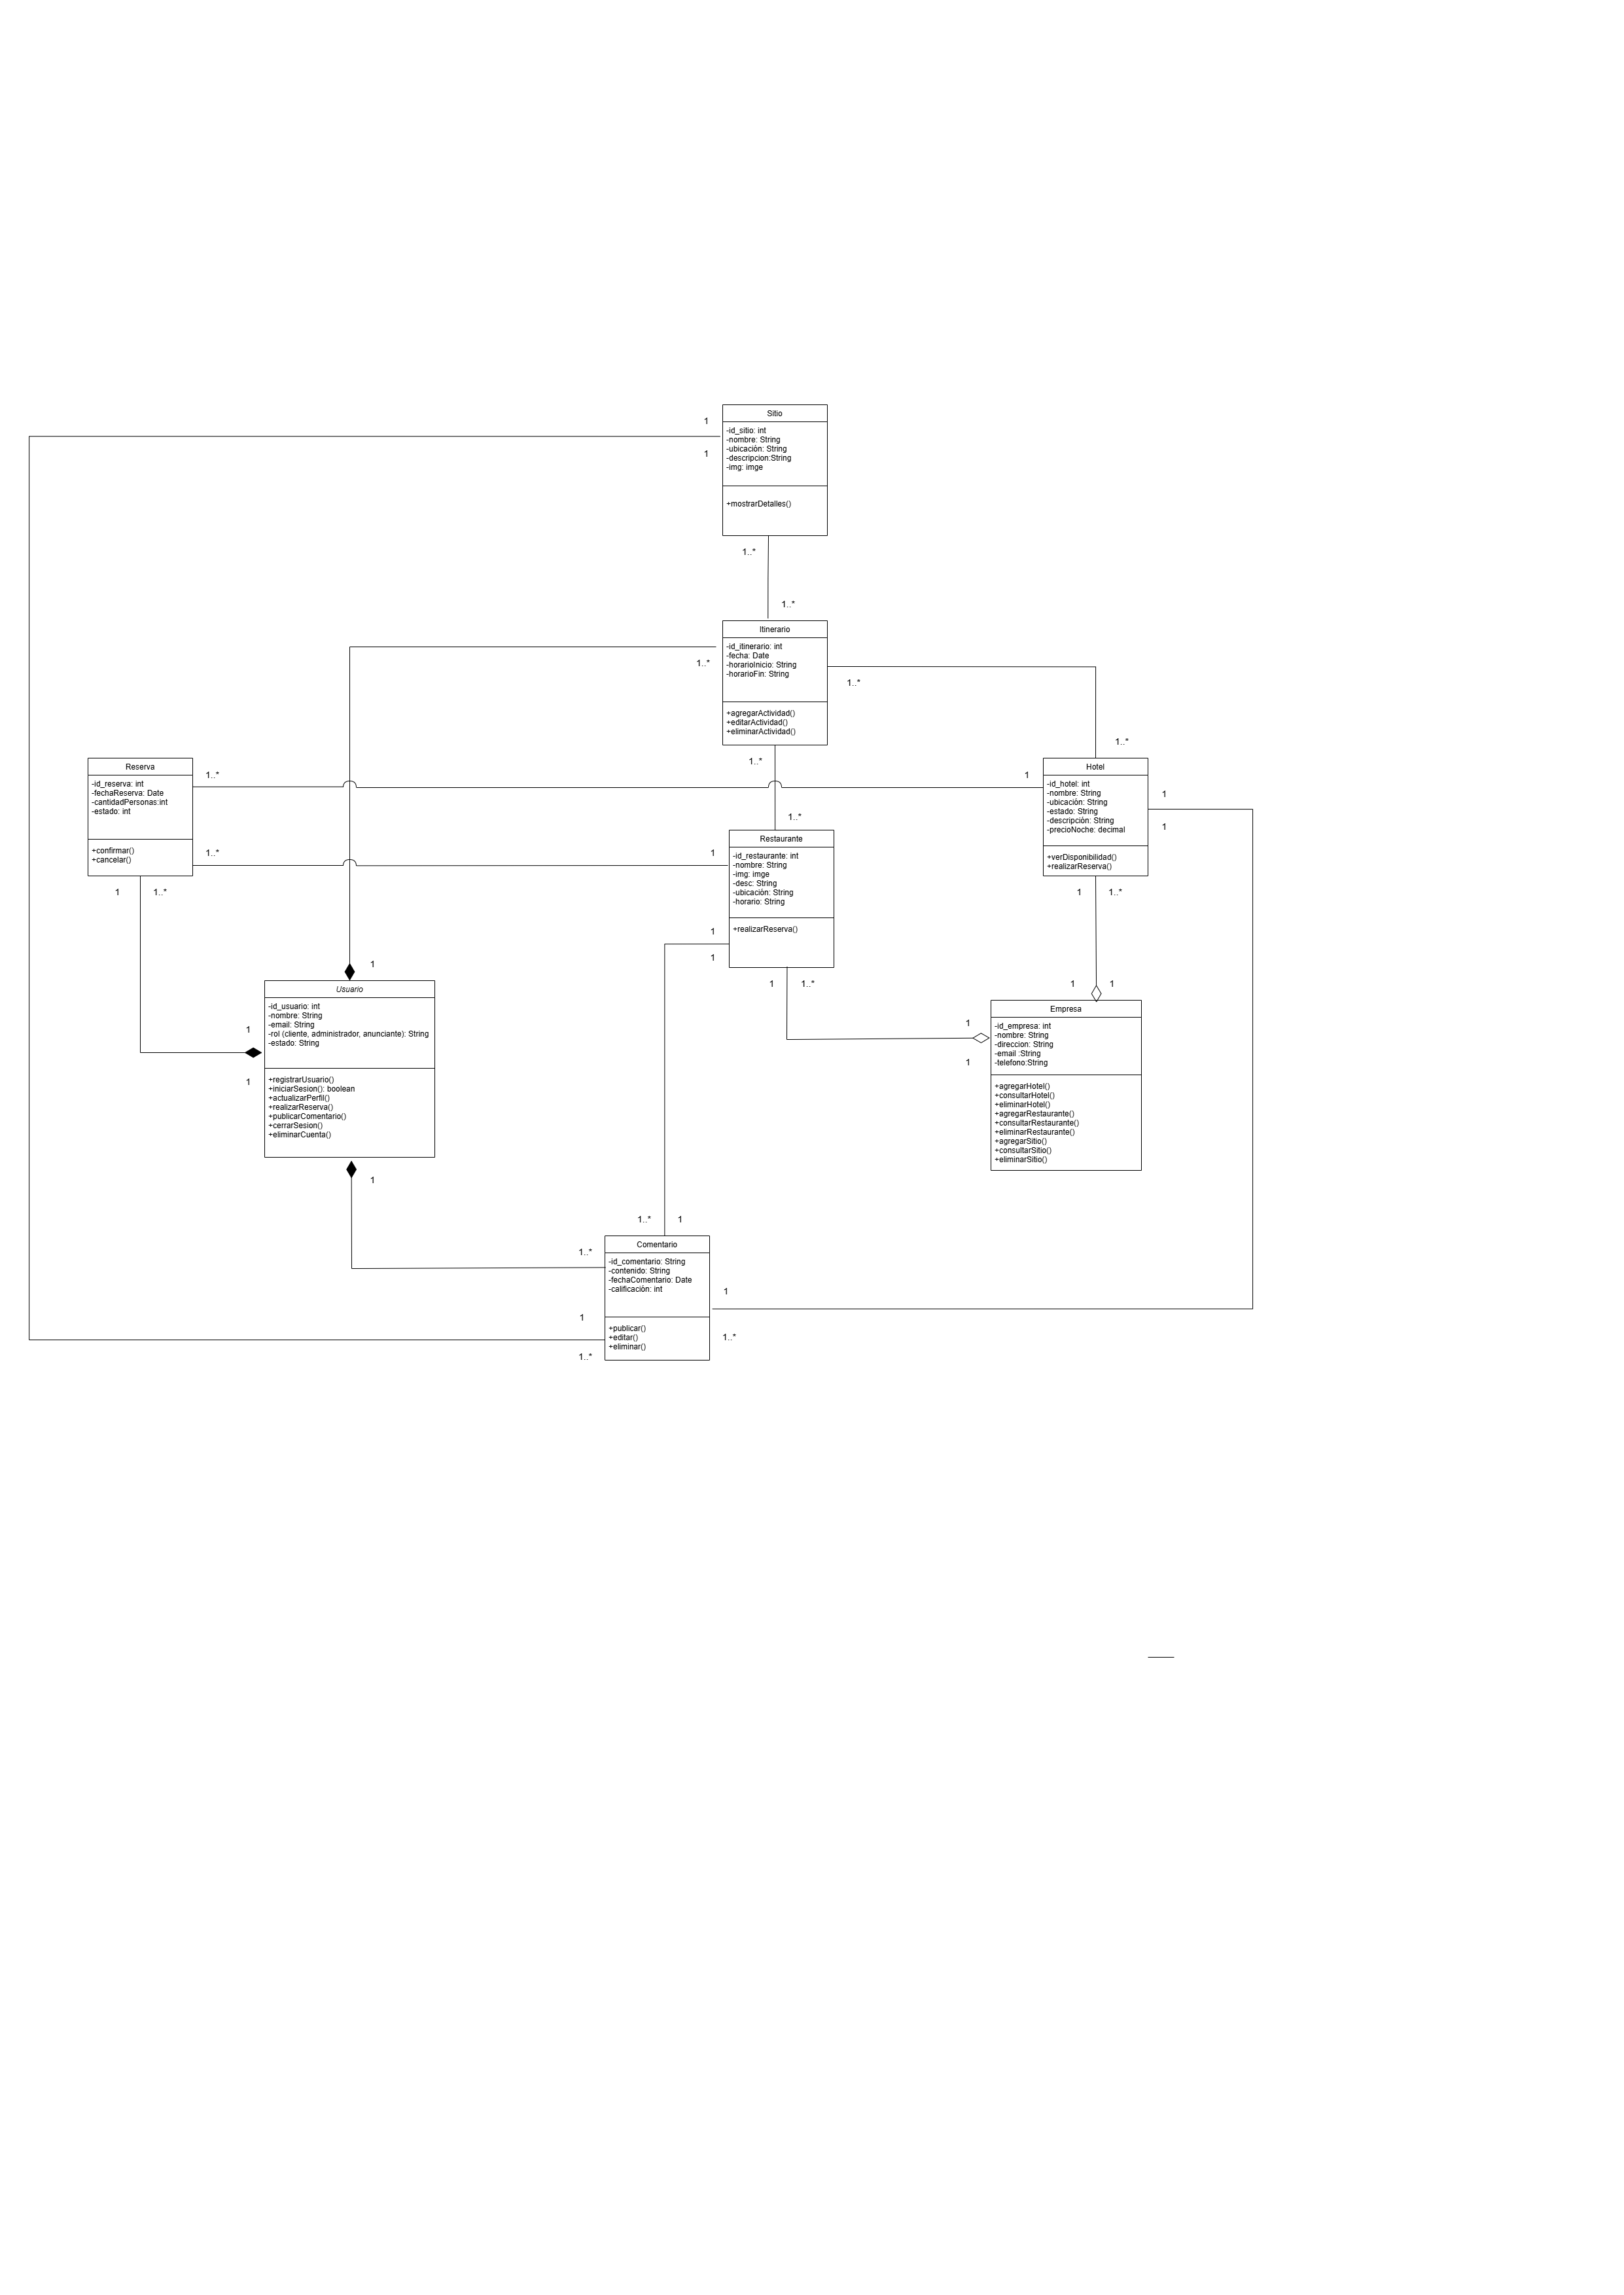 1
1
Sitio
-id_sitio: int
-nombre: String
-ubicación: String
-descripcion:String
-img: imge
+mostrarDetalles()
1..*
1..*
Itinerario
-id_itinerario: int
-fecha: Date
-horarioInicio: String
-horarioFin: String
+agregarActividad()
+editarActividad()
+eliminarActividad()
1..*
1..*
1..*
1..*
Reserva
-id_reserva: int
-fechaReserva: Date
-cantidadPersonas:int
-estado: int
+confirmar()
+cancelar()
1..*
1..*
1
1..*
1
Hotel
-id_hotel: int
-nombre: String
-ubicación: String
-estado: String
-descripción: String
-precioNoche: decimal
+verDisponibilidad()
+realizarReserva()
1
1
1
1..*
1..*
1
Restaurante
-id_restaurante: int
-nombre: String
-img: imge
-desc: String
-ubicación: String
-horario: String
+realizarReserva()
1
1
1
1..*
1
Usuario
-id_usuario: int
-nombre: String
-email: String
-rol (cliente, administrador, anunciante): String
-estado: String
+registrarUsuario()
+iniciarSesion(): boolean
+actualizarPerfil()
+realizarReserva()
+publicarComentario()
+cerrarSesion()
+eliminarCuenta()
1
1
1
1
1
1
1
Empresa
-id_empresa: int
-nombre: String
-direccion: String
-email :String
-telefono:String
+agregarHotel()
+consultarHotel()
+eliminarHotel()
+agregarRestaurante()
+consultarRestaurante()
+eliminarRestaurante()
+agregarSitio()
+consultarSitio()
+eliminarSitio()
1..*
1
1..*
Comentario
-id_comentario: String
-contenido: String
-fechaComentario: Date
-calificación: int
+publicar()
+editar()
+eliminar()
1
1..*
1
1..*